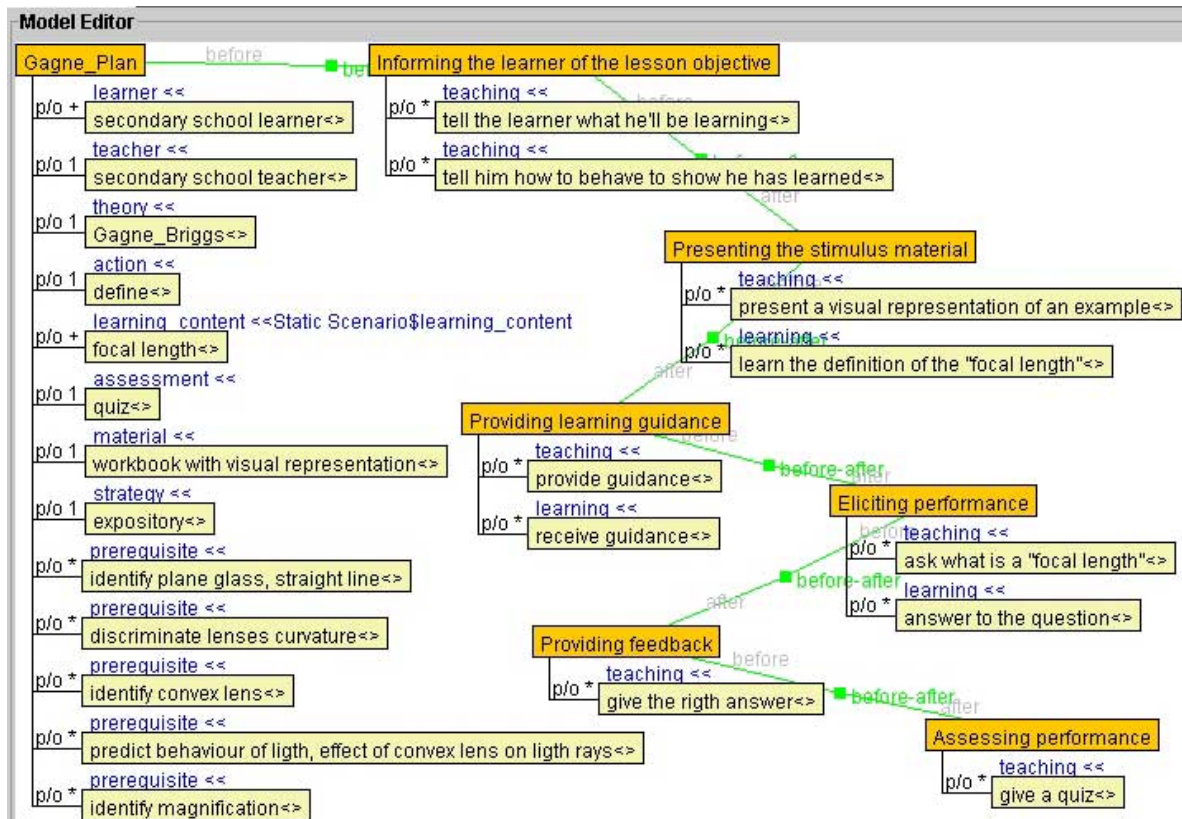 Model Editor
Gagne_Plan
before
Informing the learner of the lesson objective
before
learner <<
p/o +
secondary school learner<>
teacher <<
p/o 1
secondary school teacher<>
theory <<
p/o 1
Gagne_Briggs<>
action <<
p/o 1
define<>
learning_content <<Static Scenario$learning_content
p/o +
focal length<>
assessment <<
p/o 1
quiz<>
material <<
p/o 1
workbook with visual representation<>
strategy <<
p/o 1
expository<>
prerequisite <<
p/o *
identify plane glass, straight line<>
prerequisite <<
p/o *
discriminate lenses curvature<>
prerequisite <<
p/o *
identify convex lens<>
prerequisite <<
p/o *
predict behaviour of ligth, effect of convex lens on ligth rays<>
prerequisite <<
p/o *
identify magnification<>
teaching <<
p/o *
tell the learner what he'll be learning<>
teaching <<
p/o *
tell him how to behave to show he has learned<>
after
Presenting the stimulus material
teaching <<
p/o *
present a visual representation of an example<>
learning <<
before-after
p/o *
learn the definition of the "focal length"<>
after
Providing learning guidance
before
teaching <<
p/o *
provide guidance<>
before-after
learning <<
p/o *
receive guidance<>
after
Eliciting performance
before
teaching <<
p/o *
ask what is a "focal length"<>
before-after
learning <<
p/o *
answer to the question<>
after
Providing feedback
before
teaching <<
p/o *
give the rigth answer<>
before-after
after
Assessing performance
teaching <<
p/o *
give a quiz<>